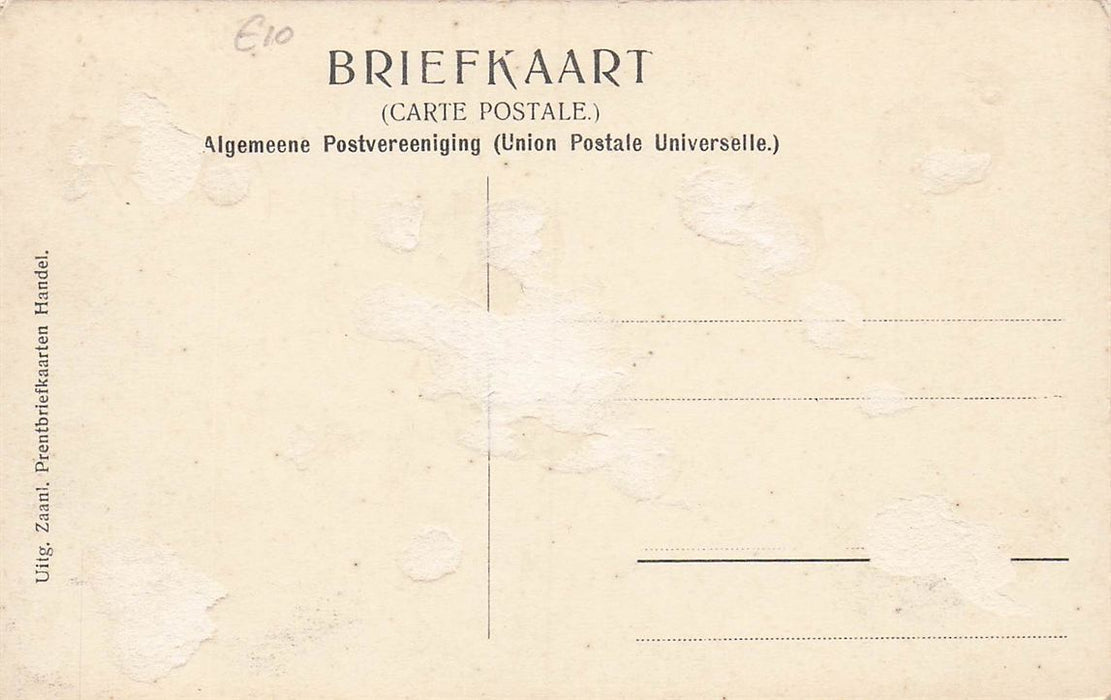 €10
BRIEFKAART
(CARTE POSTALE.)
Algemeene Postvereeniging (Union Postale Universelle.)
Uitg. Zaanl. Prentbriefkaarten Handel.